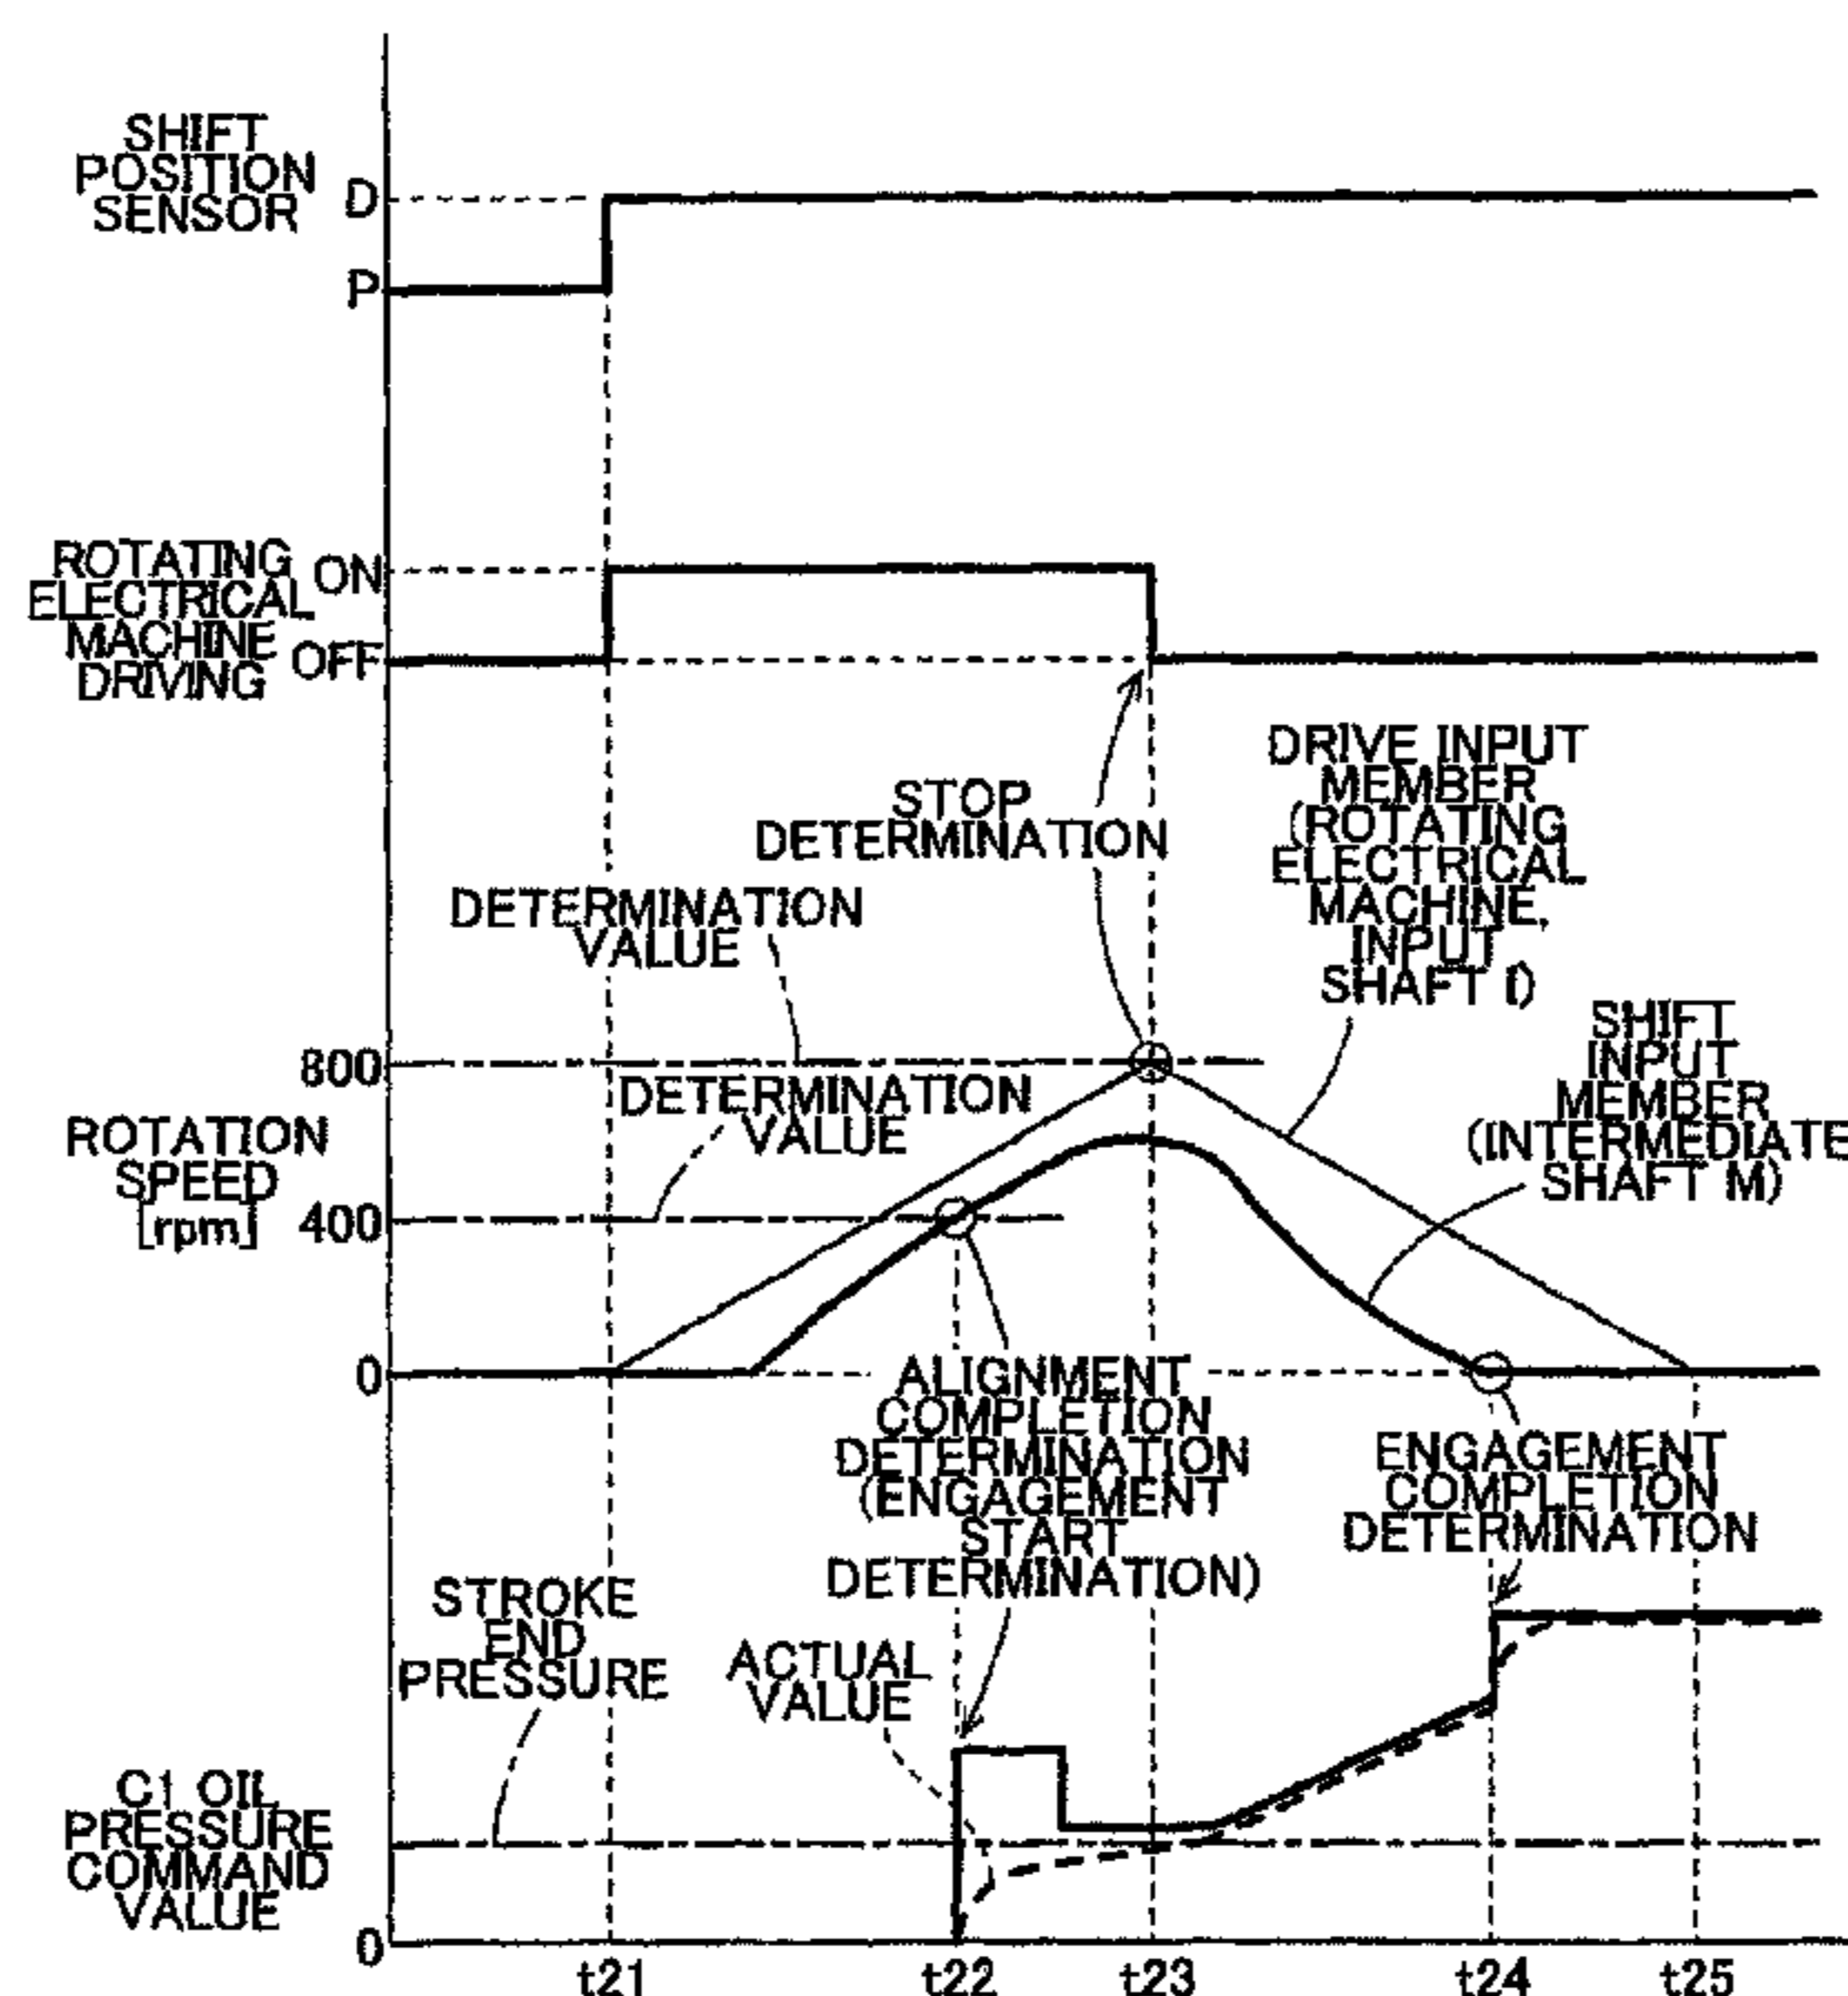 SHIFT
POSITION
SENSOR
D
P
ROTATING
ELECTRICAL
MACHINE
DRIVING
ON
OFF
STOP
DETERMINATION
DRIVE INPUT
MEMBER
(ROTATING
ELECTRICAL
MACHINE,
INPUT
SHAFT I)
DETERMINATION
VALUE
SHIFT
INPUT
MEMBER
(INTERMEDIATE
SHAFT M)
800
DETERMINATION
VALUE
ROTATION
SPEED
[rpm]
400
0
ALIGNMENT
COMPLETION
DETERMINATION
(ENGAGEMENT
START
DETERMINATION)
ENGAGEMENT
COMPLETION
DETERMINATION
STROKE
END
PRESSURE
ACTUAL
VALUE
C1 OIL
PRESSURE
COMMAND
VALUE
0
t21
t22
t23
t24
t25